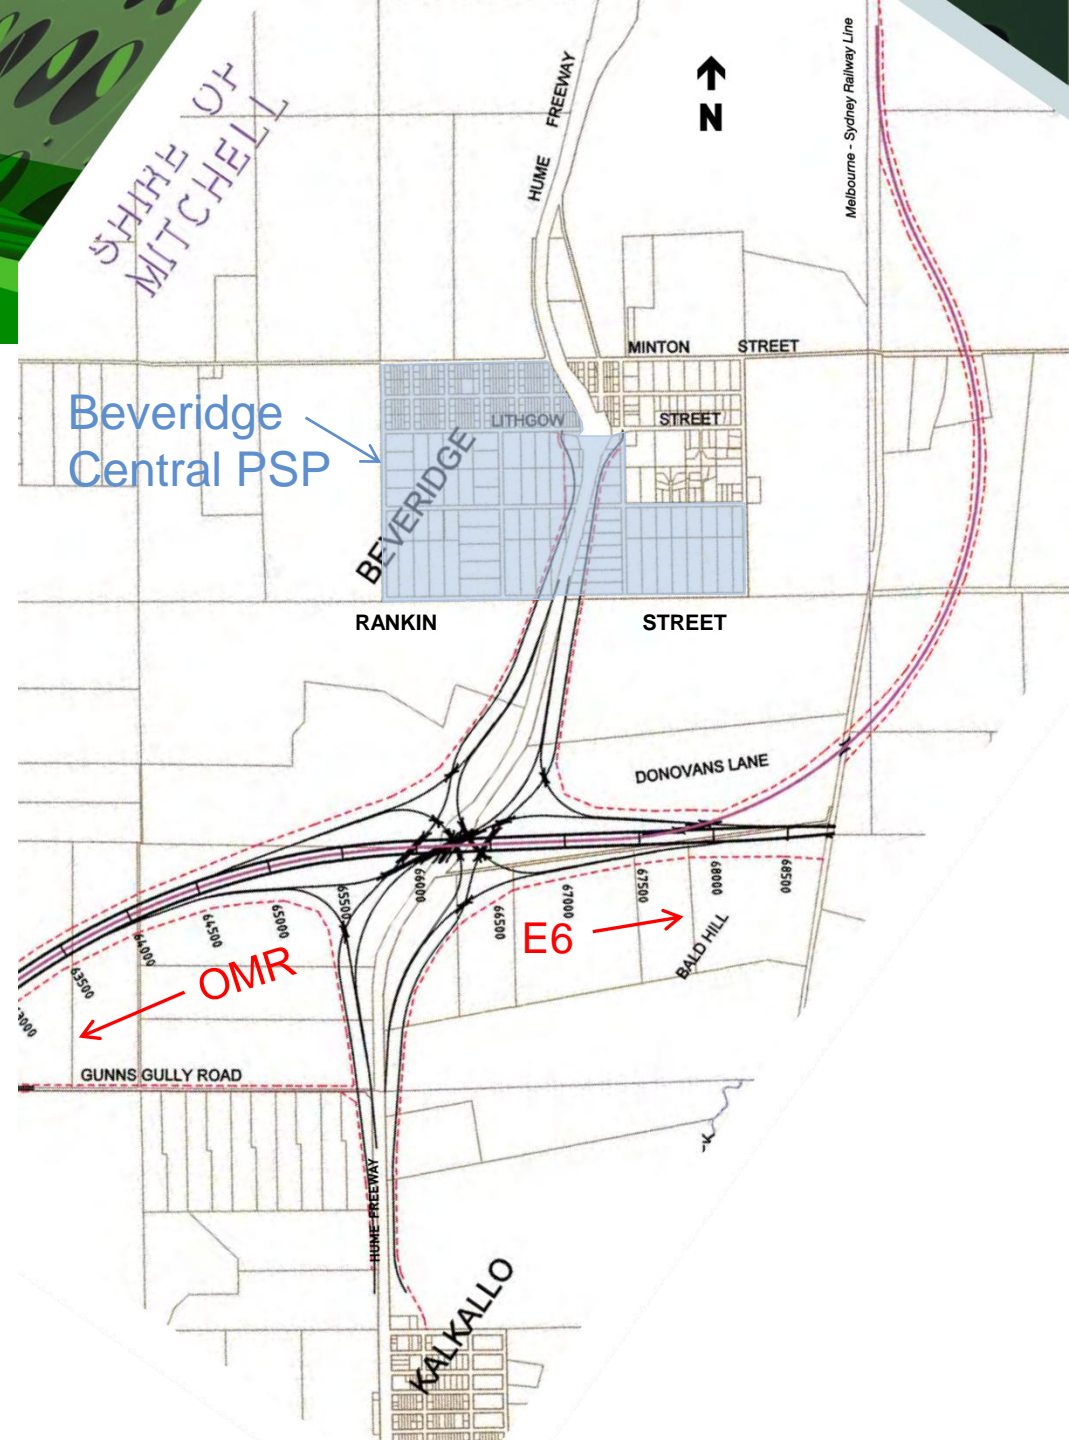 SHIRE OF
MITCHELL
HUME FREEWAY
N
Melbourne - Sydney Railway Line
MINTON STREET
Beveridge
Central PSP
LITHGOW STREET
BEVERIDGE
RANKIN STREET
DONOVANS LANE
63500
64000
64500
65000
65500
66000
66500
67000
67500
68000
68500
E6
BALD HILL
OMR
GUNNS GULLY ROAD
HUME FREEWAY
KALKALLO